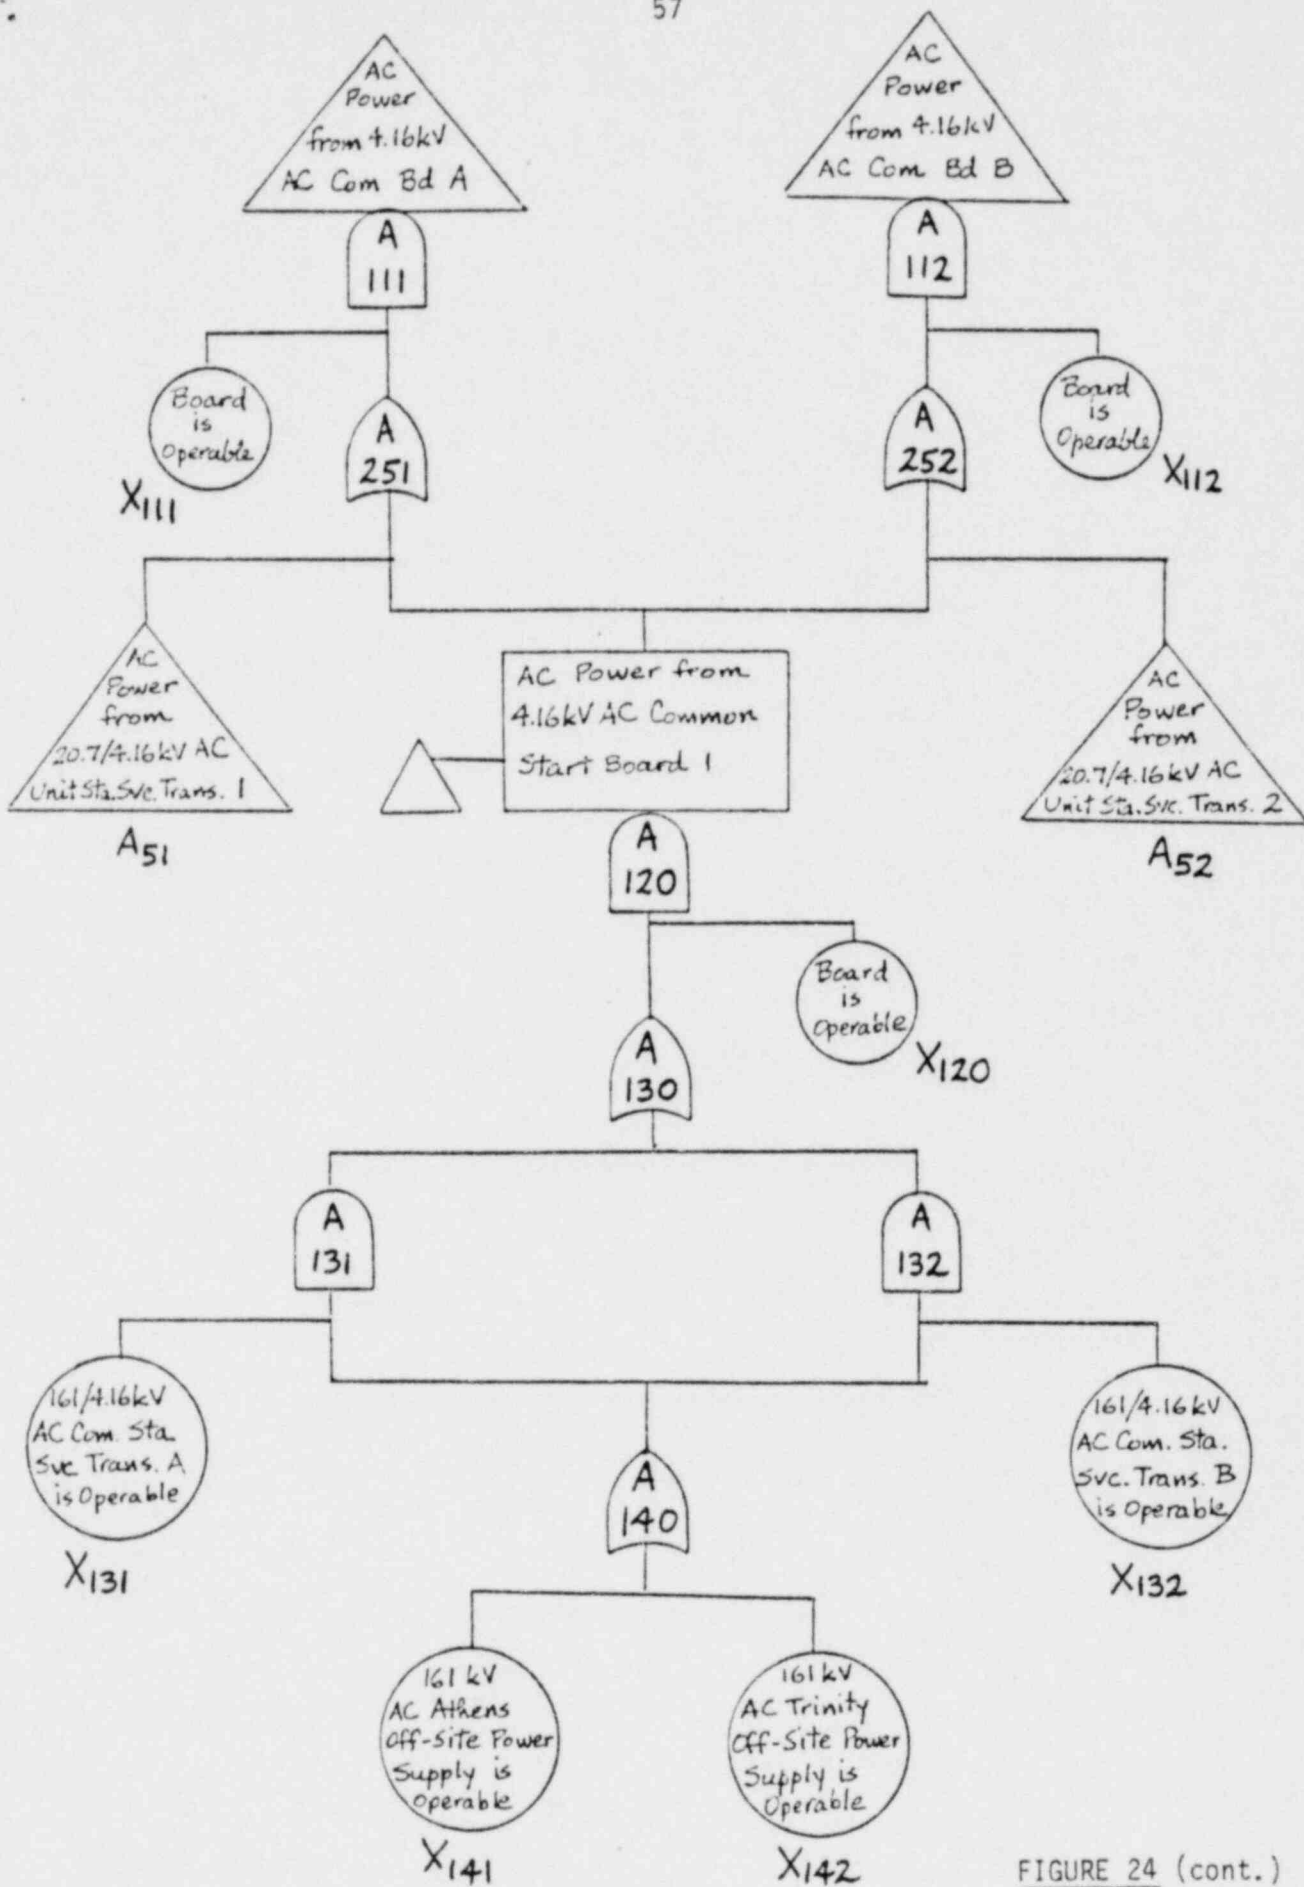 57
AC
Power
from 4.16kV
AC Com Bd A
AC
Power
from 4.16kV
AC Com Bd B
A
111
A
112
Board
is
Operable
X111
A
251
A
252
Board
is
Operable
X112
AC
Power
from
20.7/4.16kV AC
Unit Sta. Svc. Trans. 1
A51
AC Power from
4.16kV AC Common
Start Board 1
AC
Power
from
20.7/4.16kV AC
Unit Sta. Svc. Trans. 2
A52
A
120
Board
is
Operable
X120
A
130
A
131
A
132
161/4.16kV
AC Com. Sta
Svc Trans. A
is Operable
X131
161/4.16kV
AC Com. Sta.
Svc. Trans. B
is Operable
X132
A
140
161 kV
AC Athens
Off-Site Power
Supply is
Operable
X141
161 kV
AC Trinity
Off-Site Power
Supply is
Operable
X142
FIGURE 24 (cont.)